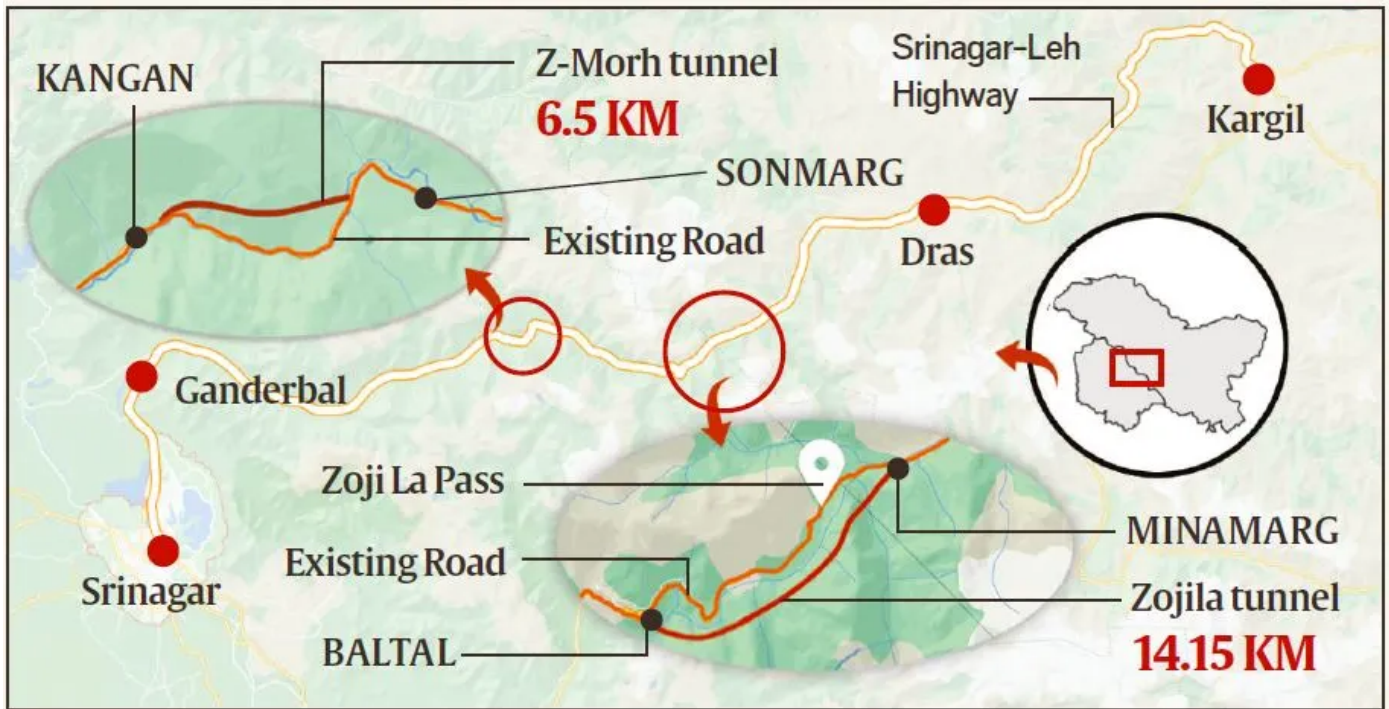 KANGAN
Z-Morh tunnel
6.5 KM
SONMARG
Existing Road
Srinagar-Leh
Highway
Kargil
Dras
Ganderbal
Srinagar
Zoji La Pass
Existing Road
BALTAL
MINAMARG
Zojila tunnel
14.15 KM